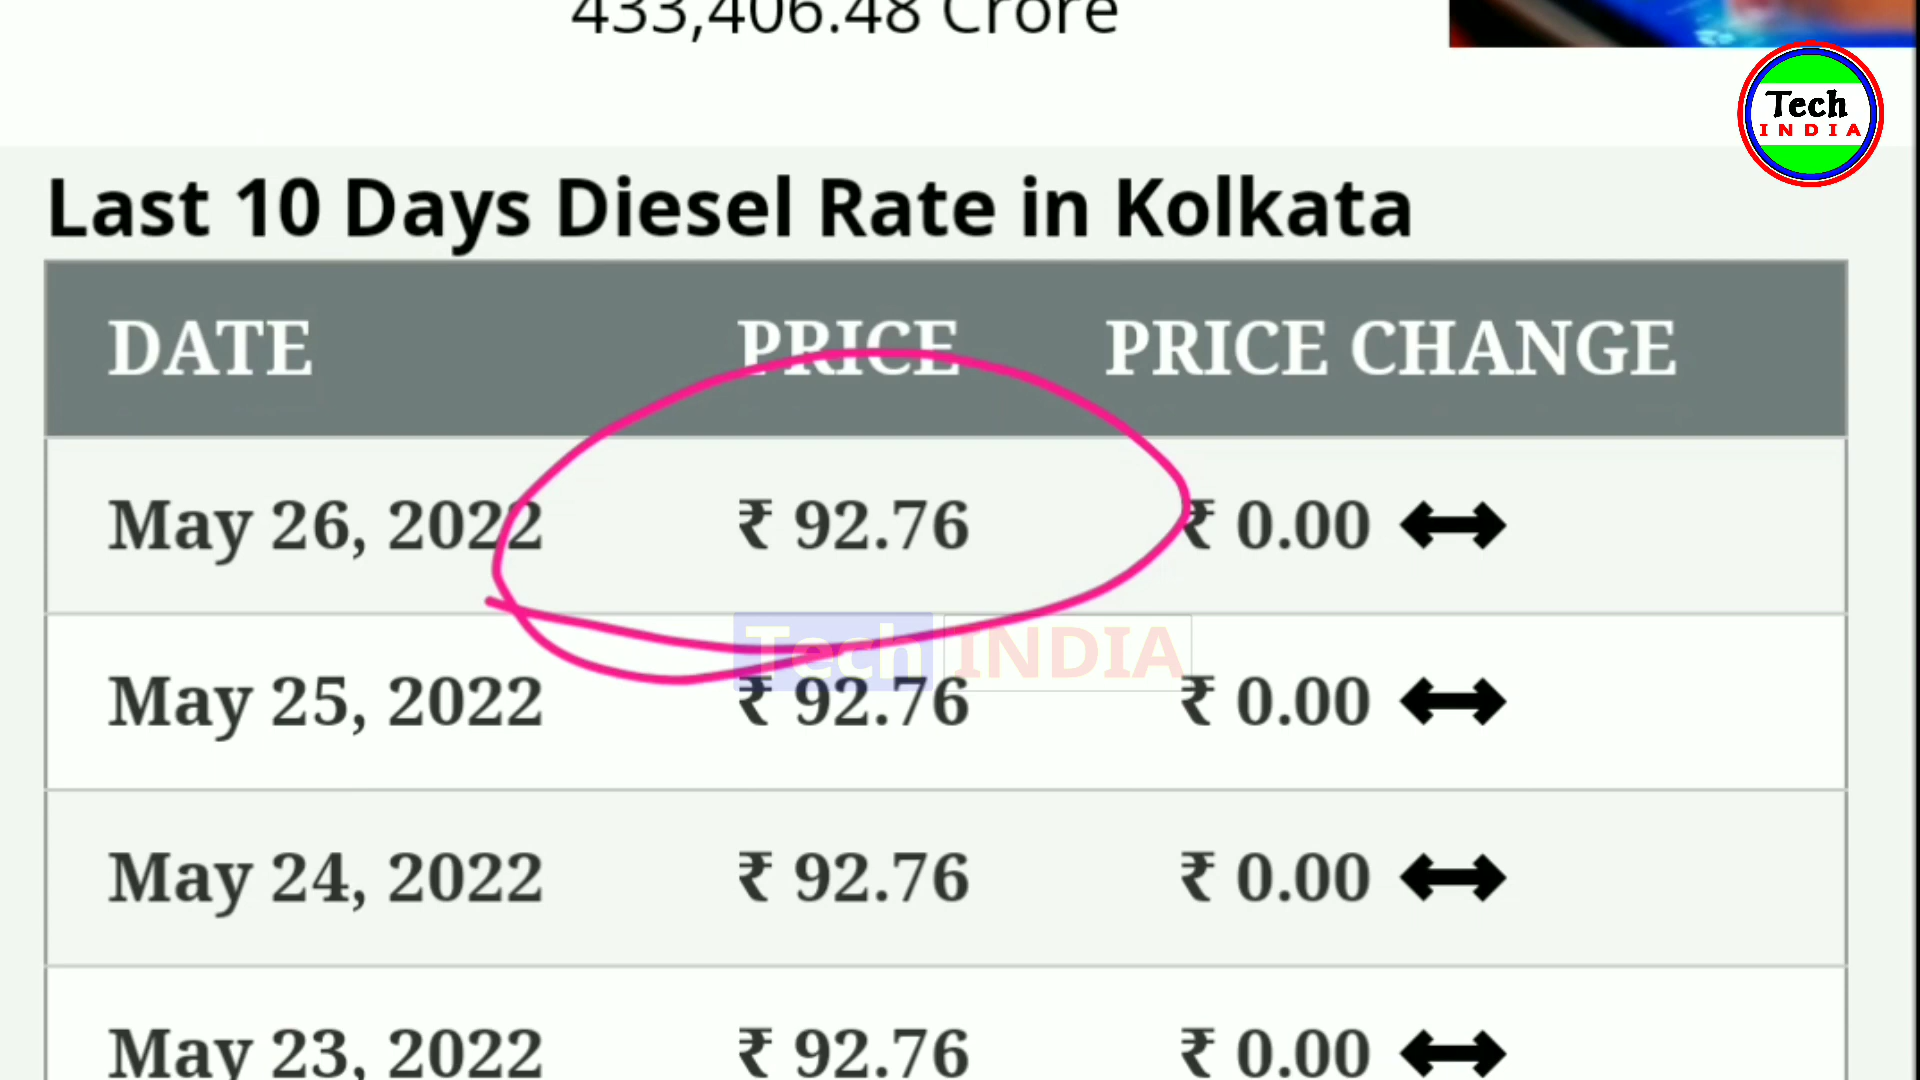 433,406.48 Crore
Tech
INDIA
Last 10 Days Diesel Rate in Kolkata
DATE PRICE PRICE CHANGE
May 26, 2022 ₹ 92.76 ₹ 0.00
Tech INDIA
May 25, 2022 ₹ 92.76 ₹ 0.00
May 24, 2022 ₹ 92.76 ₹ 0.00
May 23, 2022 ₹ 92.76 ₹ 0.00